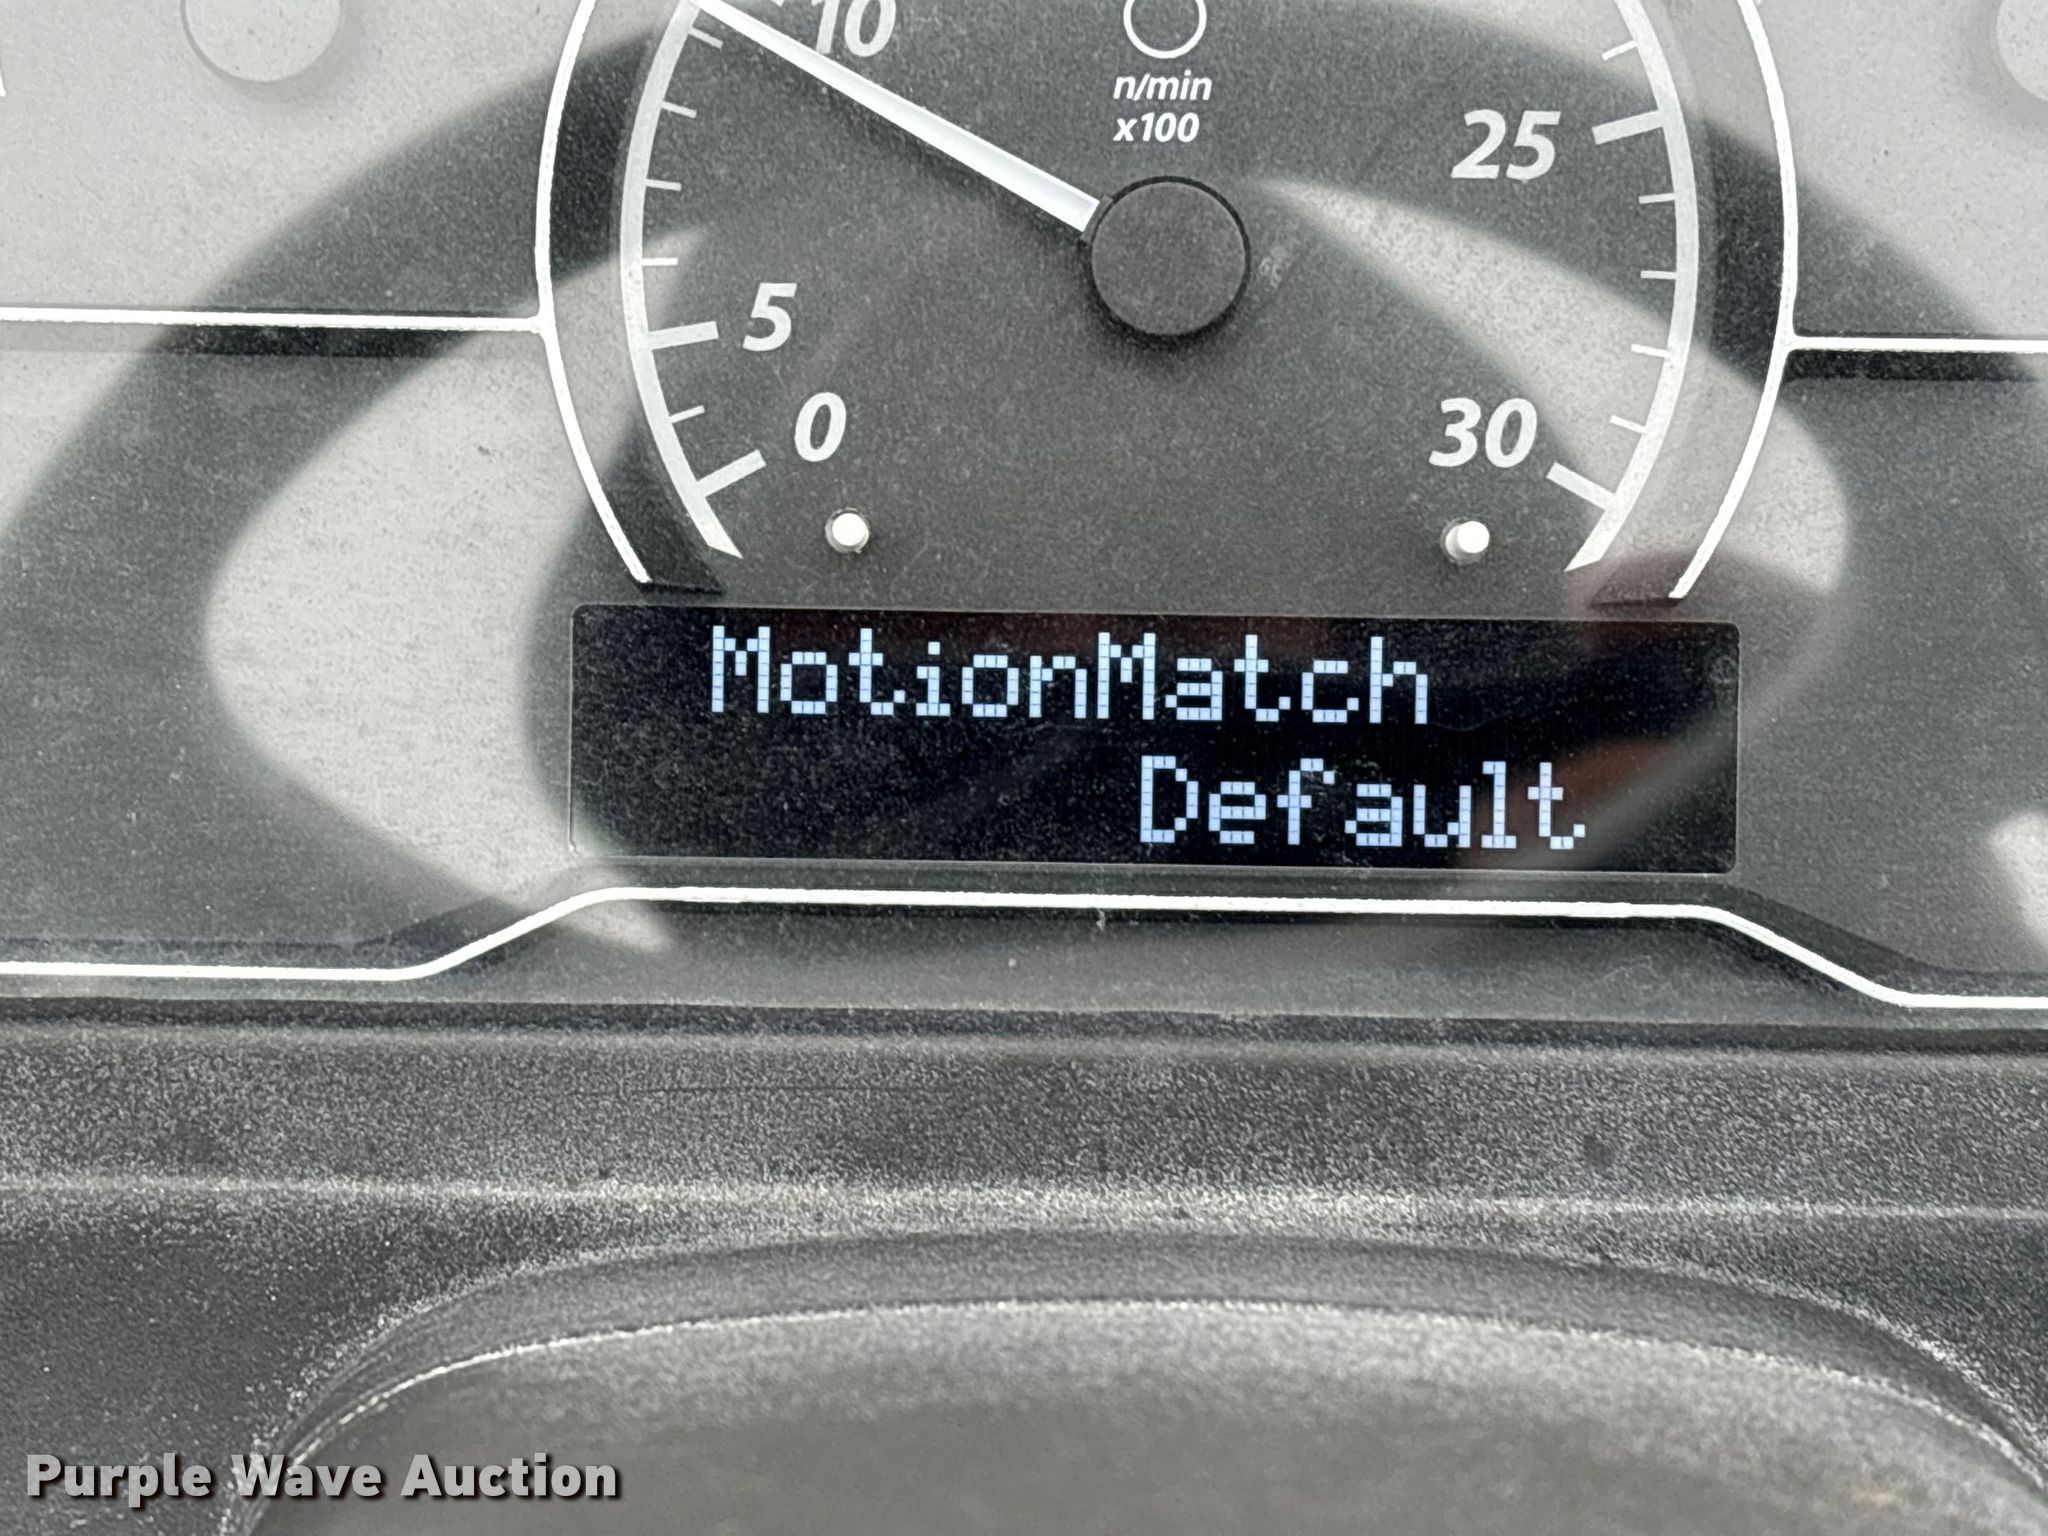 10
n/min
x100
25
5
0
30
MotionMatch
Default
Purple Wave Auction